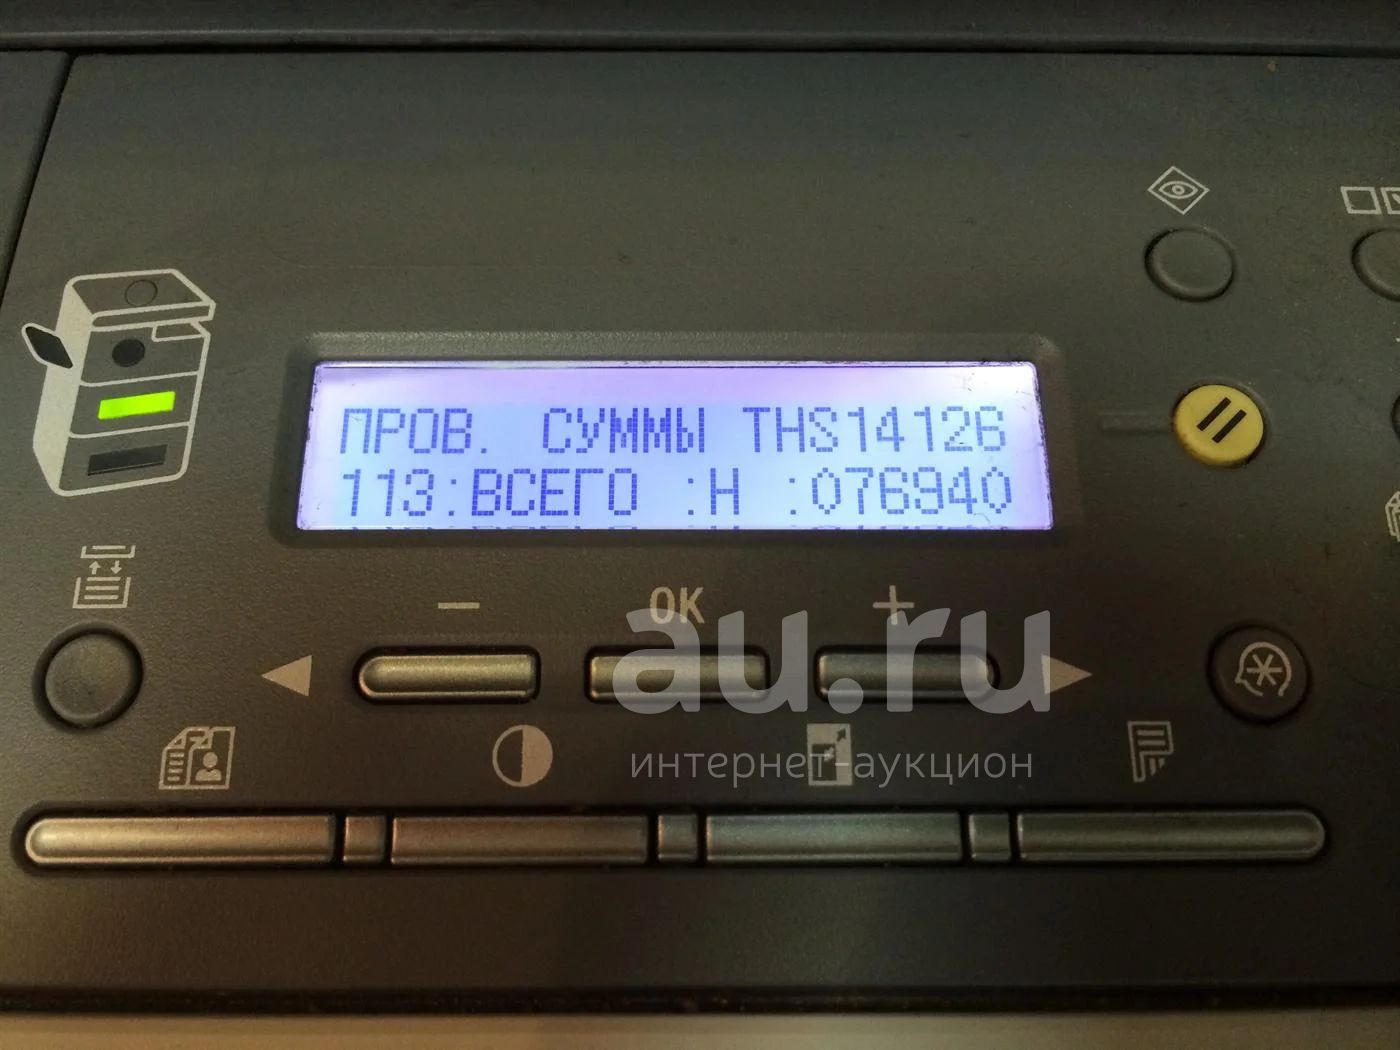 ПРОВ. СУММЫ THS14126
113:ВСЕГО :Н :076940
− OK +
au.ru
интернет-аукцион